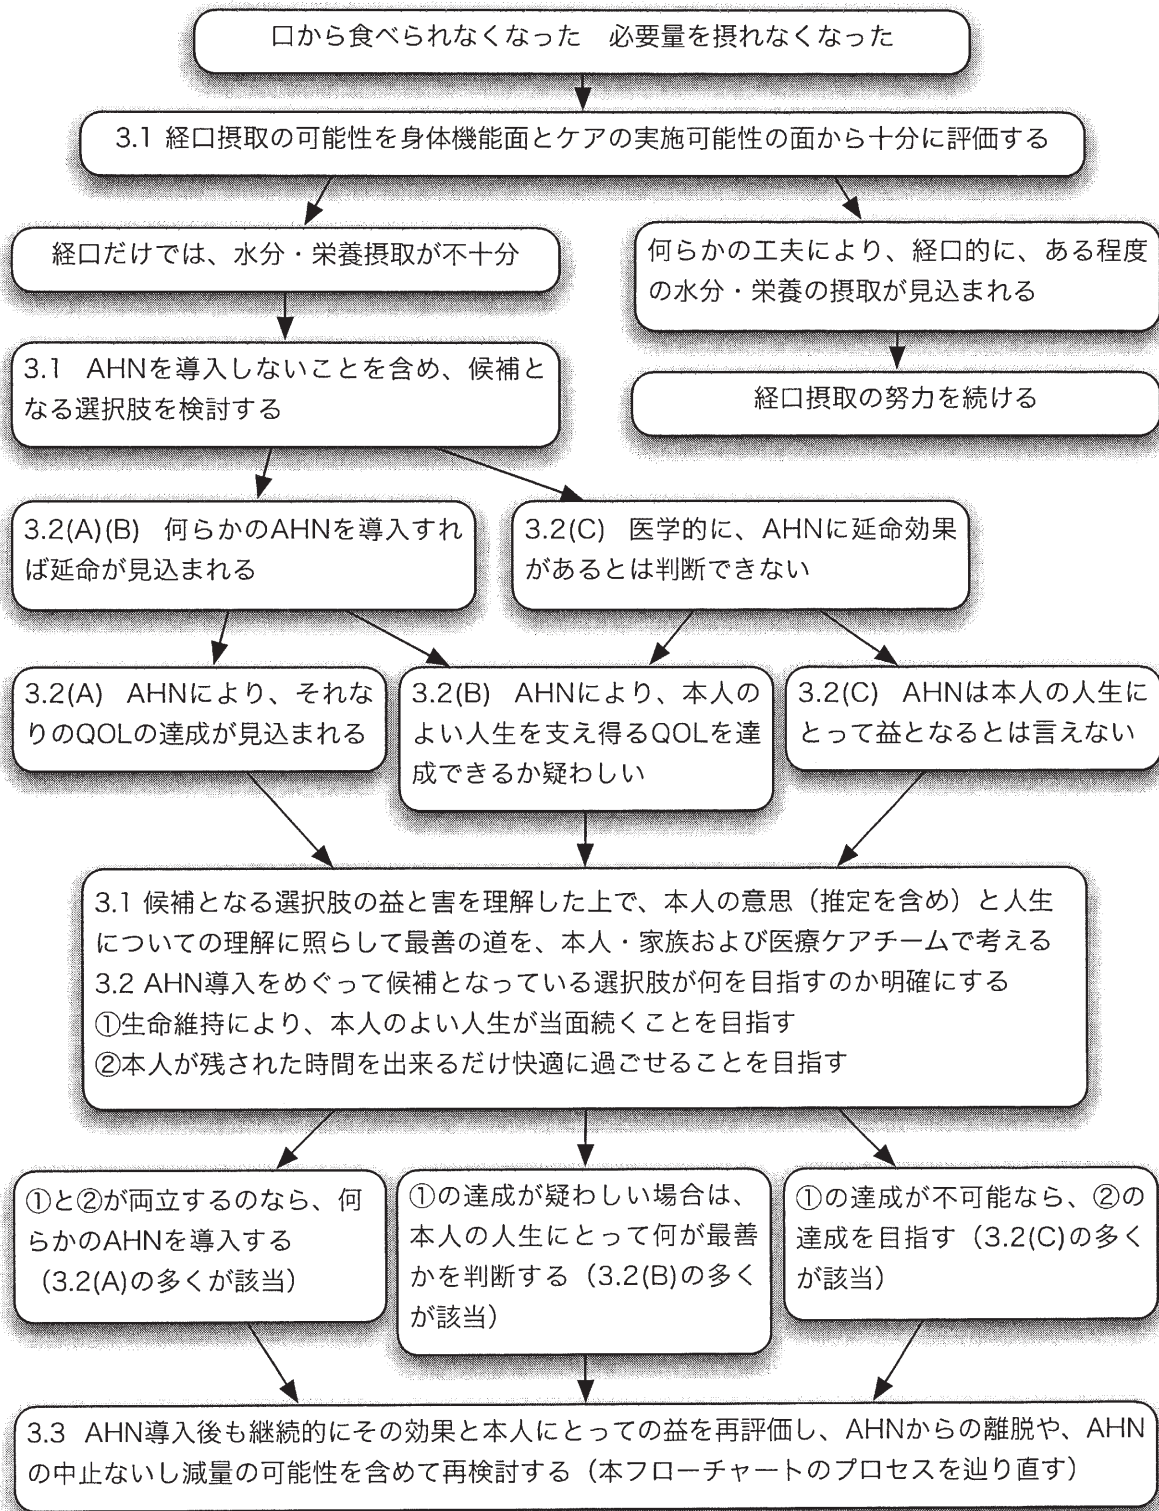 口から食べられなくなった　必要量を摂れなくなった
3.1 経口摂取の可能性を身体機能面とケアの実施可能性の面から十分に評価する
経口だけでは、水分・栄養摂取が不十分
何らかの工夫により、経口的に、ある程度
の水分・栄養の摂取が見込まれる
3.1　AHNを導入しないことを含め、候補と
なる選択肢を検討する
経口摂取の努力を続ける
3.2(A)(B)　何らかのAHNを導入すれ
ば延命が見込まれる
3.2(C)　医学的に、AHNに延命効果
があるとは判断できない
3.2(A)　AHNにより、それな
りのQOLの達成が見込まれる
3.2(B)　AHNにより、本人の
よい人生を支え得るQOLを達
成できるか疑わしい
3.2(C)　AHNは本人の人生に
とって益となるとは言えない
3.1 候補となる選択肢の益と害を理解した上で、本人の意思（推定を含め）と人生
についての理解に照らして最善の道を、本人・家族および医療ケアチームで考える
3.2 AHN導入をめぐって候補となっている選択肢が何を目指すのか明確にする
①生命維持により、本人のよい人生が当面続くことを目指す
②本人が残された時間を出来るだけ快適に過ごせることを目指す
①と②が両立するのなら、何
らかのAHNを導入する
（3.2(A)の多くが該当）
①の達成が疑わしい場合は、
本人の人生にとって何が最善
かを判断する（3.2(B)の多く
が該当）
①の達成が不可能なら、②の
達成を目指す（3.2(C)の多く
が該当）
3.3　AHN導入後も継続的にその効果と本人にとっての益を再評価し、AHNからの離脱や、AHN
の中止ないし減量の可能性を含めて再検討する（本フローチャートのプロセスを辿り直す）